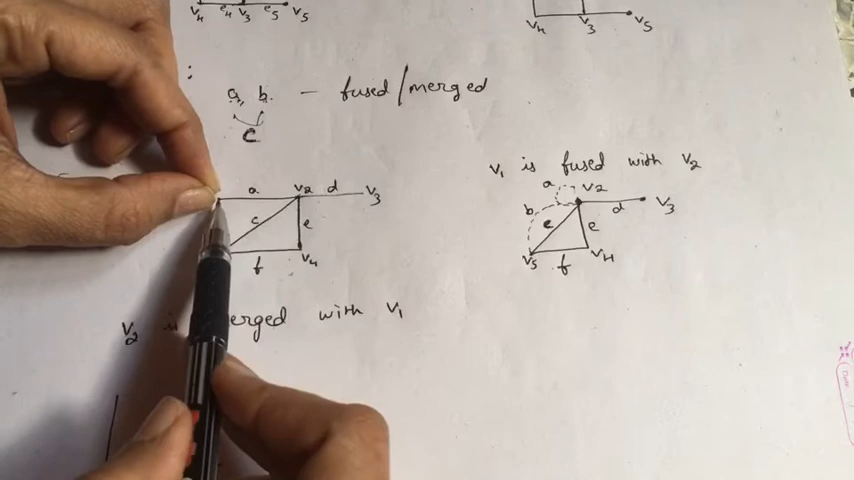 v4 e4 v3 e5 v5
v4 v3 v5
:
a, b. — fused/merged
c
v1 is fused with v2
a v2 d v3
c e
f v4
a v2
b d v3
c e
v5 f v4
v2 is merged with v1